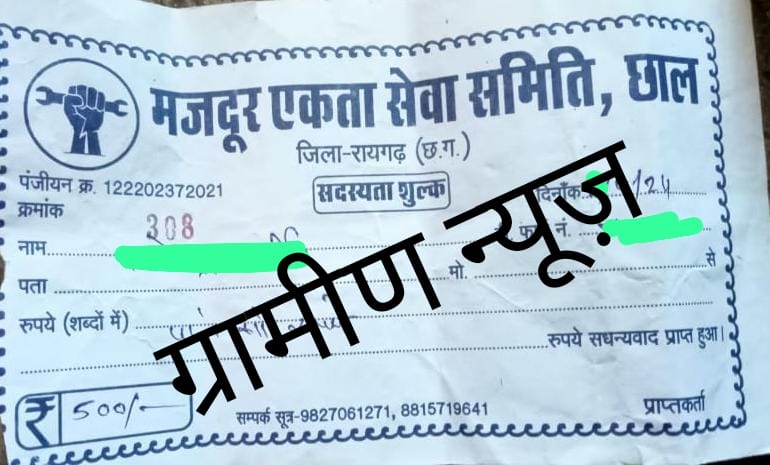 मजदूर एकता सेवा समिति, छाल
जिला-रायगढ़ (छ.ग.)
पंजीयन क्र. 122202372021
सदस्यता शुल्क
दिनाँक 24
क्रमांक 308
नाम फा नं.
पता मो. से
रुपये (शब्दों में)
रुपये सधन्यवाद प्राप्त हुआ।
₹ 500/-
सम्पर्क सूत्र-9827061271, 8815719641
प्राप्तकर्ता
ग्रामीण न्यूज़